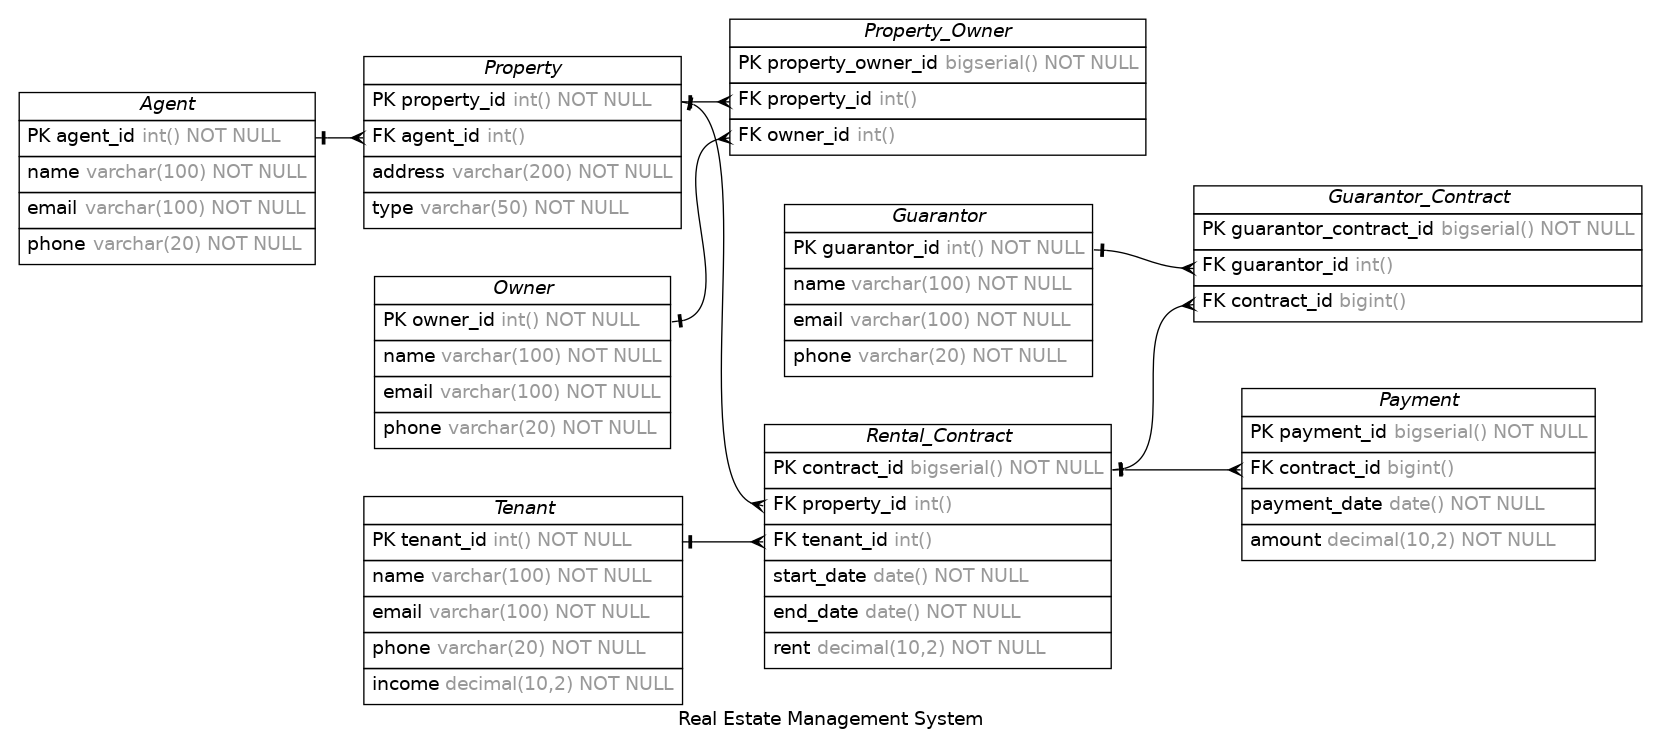 Agent
PK agent_id int() NOT NULL
name varchar(100) NOT NULL
email varchar(100) NOT NULL
phone varchar(20) NOT NULL
Property
PK property_id int() NOT NULL
FK agent_id int()
address varchar(200) NOT NULL
type varchar(50) NOT NULL
Property_Owner
PK property_owner_id bigserial() NOT NULL
FK property_id int()
FK owner_id int()
Owner
PK owner_id int() NOT NULL
name varchar(100) NOT NULL
email varchar(100) NOT NULL
phone varchar(20) NOT NULL
Guarantor
PK guarantor_id int() NOT NULL
name varchar(100) NOT NULL
email varchar(100) NOT NULL
phone varchar(20) NOT NULL
Guarantor_Contract
PK guarantor_contract_id bigserial() NOT NULL
FK guarantor_id int()
FK contract_id bigint()
Tenant
PK tenant_id int() NOT NULL
name varchar(100) NOT NULL
email varchar(100) NOT NULL
phone varchar(20) NOT NULL
income decimal(10,2) NOT NULL
Rental_Contract
PK contract_id bigserial() NOT NULL
FK property_id int()
FK tenant_id int()
start_date date() NOT NULL
end_date date() NOT NULL
rent decimal(10,2) NOT NULL
Payment
PK payment_id bigserial() NOT NULL
FK contract_id bigint()
payment_date date() NOT NULL
amount decimal(10,2) NOT NULL
Real Estate Management System